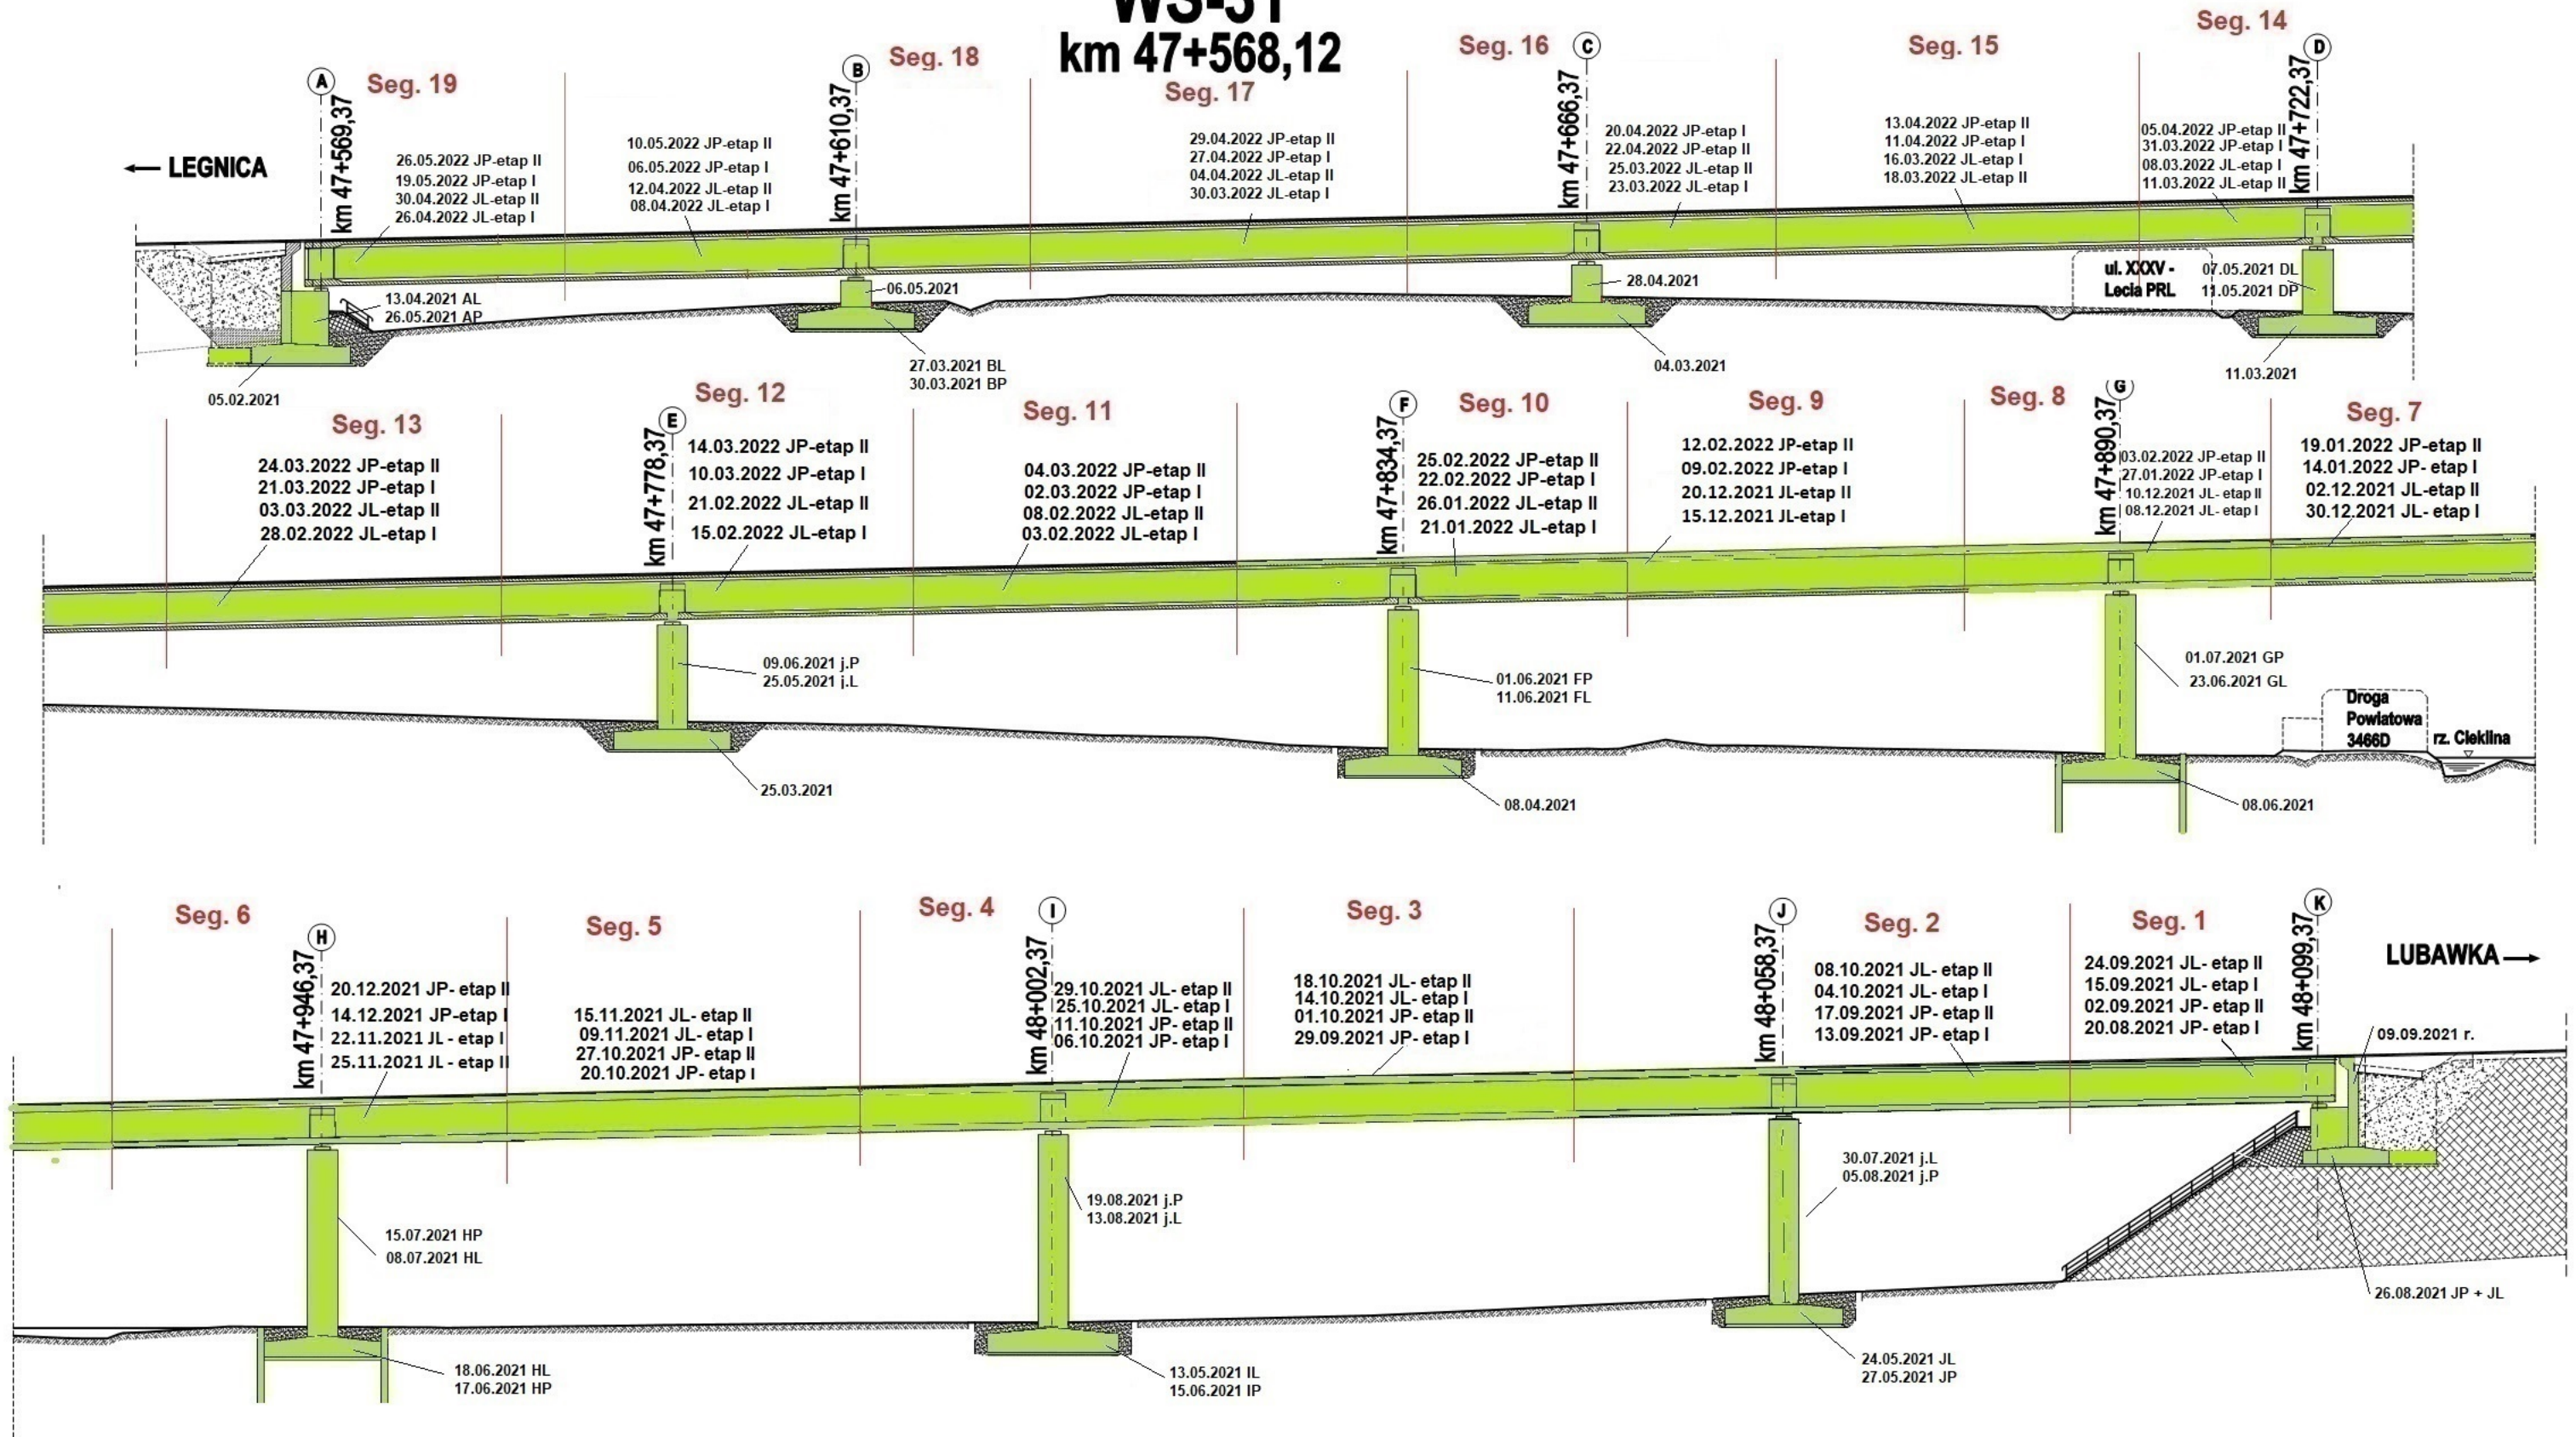 WS-31
km 47+568,12
Seg. 19
Seg. 18
Seg. 17
Seg. 16
Seg. 15
Seg. 14
A
B
C
D
km 47+569,37
km 47+610,37
km 47+666,37
km 47+722,37
← LEGNICA
26.05.2022 JP-etap II
19.05.2022 JP-etap I
30.04.2022 JL-etap II
26.04.2022 JL-etap I
10.05.2022 JP-etap II
06.05.2022 JP-etap I
12.04.2022 JL-etap II
08.04.2022 JL-etap I
29.04.2022 JP-etap II
27.04.2022 JP-etap I
04.04.2022 JL-etap II
30.03.2022 JL-etap I
20.04.2022 JP-etap I
22.04.2022 JP-etap II
25.03.2022 JL-etap II
23.03.2022 JL-etap I
13.04.2022 JP-etap II
11.04.2022 JP-etap I
16.03.2022 JL-etap I
18.03.2022 JL-etap II
05.04.2022 JP-etap II
31.03.2022 JP-etap I
08.03.2022 JL-etap I
11.03.2022 JL-etap II
13.04.2021 AL
26.05.2021 AP
06.05.2021
28.04.2021
ul. XXXV -
Lecia PRL
07.05.2021 DL
11.05.2021 DP
05.02.2021
27.03.2021 BL
30.03.2021 BP
04.03.2021
11.03.2021
Seg. 13
Seg. 12
Seg. 11
Seg. 10
Seg. 9
Seg. 8
Seg. 7
E
F
G
km 47+778,37
km 47+834,37
km 47+890,37
24.03.2022 JP-etap II
21.03.2022 JP-etap I
03.03.2022 JL-etap II
28.02.2022 JL-etap I
14.03.2022 JP-etap II
10.03.2022 JP-etap I
21.02.2022 JL-etap II
15.02.2022 JL-etap I
04.03.2022 JP-etap II
02.03.2022 JP-etap I
08.02.2022 JL-etap II
03.02.2022 JL-etap I
25.02.2022 JP-etap II
22.02.2022 JP-etap I
26.01.2022 JL-etap II
21.01.2022 JL-etap I
12.02.2022 JP-etap II
09.02.2022 JP-etap I
20.12.2021 JL-etap II
15.12.2021 JL-etap I
03.02.2022 JP-etap II
27.01.2022 JP-etap I
10.12.2021 JL- etap II
08.12.2021 JL- etap I
19.01.2022 JP-etap II
14.01.2022 JP- etap I
02.12.2021 JL-etap II
30.12.2021 JL- etap I
09.06.2021 j.P
25.05.2021 j.L
01.06.2021 FP
11.06.2021 FL
01.07.2021 GP
23.06.2021 GL
Droga
Powiatowa
3466D
rz. Cieklina
25.03.2021
08.04.2021
08.06.2021
Seg. 6
Seg. 5
Seg. 4
Seg. 3
Seg. 2
Seg. 1
H
I
J
K
km 47+946,37
km 48+002,37
km 48+058,37
km 48+099,37
LUBAWKA →
20.12.2021 JP- etap II
14.12.2021 JP-etap I
22.11.2021 JL - etap I
25.11.2021 JL - etap II
15.11.2021 JL- etap II
09.11.2021 JL- etap I
27.10.2021 JP- etap II
20.10.2021 JP- etap I
29.10.2021 JL- etap II
25.10.2021 JL- etap I
11.10.2021 JP- etap II
06.10.2021 JP- etap I
18.10.2021 JL- etap II
14.10.2021 JL- etap I
01.10.2021 JP- etap II
29.09.2021 JP- etap I
08.10.2021 JL- etap II
04.10.2021 JL- etap I
17.09.2021 JP- etap II
13.09.2021 JP- etap I
24.09.2021 JL- etap II
15.09.2021 JL- etap I
02.09.2021 JP- etap II
20.08.2021 JP- etap I
09.09.2021 r.
15.07.2021 HP
08.07.2021 HL
19.08.2021 j.P
13.08.2021 j.L
30.07.2021 j.L
05.08.2021 j.P
26.08.2021 JP + JL
18.06.2021 HL
17.06.2021 HP
13.05.2021 IL
15.06.2021 IP
24.05.2021 JL
27.05.2021 JP